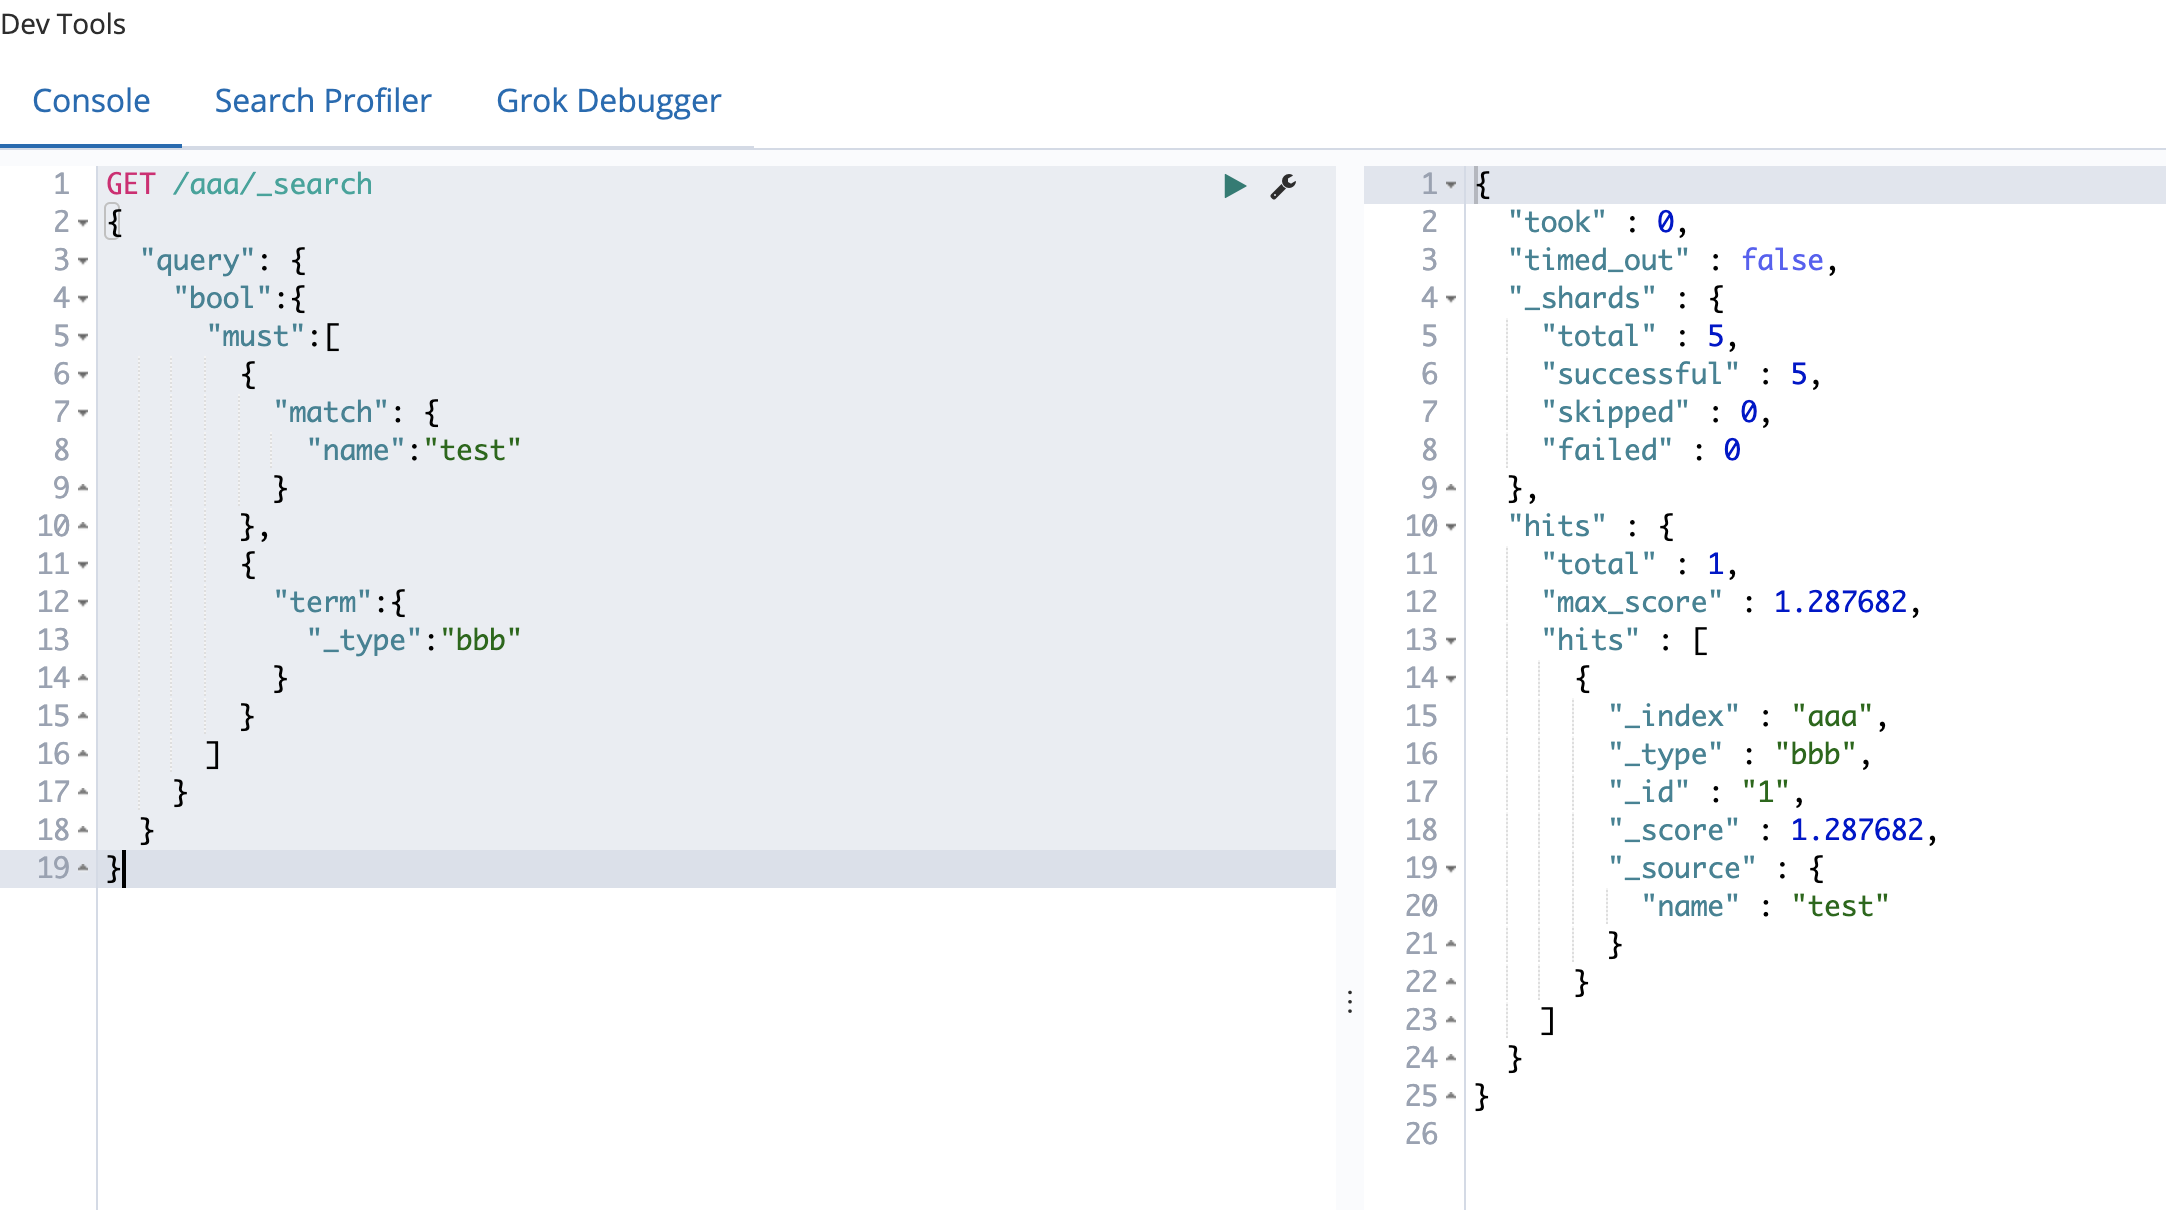 Dev Tools
Console Search Profiler Grok Debugger
1 GET /aaa/_search
2 {
3 "query": {
4 "bool":{
5 "must":[
6 {
7 "match": {
8 "name":"test"
9 }
10 },
11 {
12 "term":{
13 "_type":"bbb"
14 }
15 }
16 ]
17 }
18 }
19 }
1 {
2 "took" : 0,
3 "timed_out" : false,
4 "_shards" : {
5 "total" : 5,
6 "successful" : 5,
7 "skipped" : 0,
8 "failed" : 0
9 },
10 "hits" : {
11 "total" : 1,
12 "max_score" : 1.287682,
13 "hits" : [
14 {
15 "_index" : "aaa",
16 "_type" : "bbb",
17 "_id" : "1",
18 "_score" : 1.287682,
19 "_source" : {
20 "name" : "test"
21 }
22 }
23 ]
24 }
25 }
26